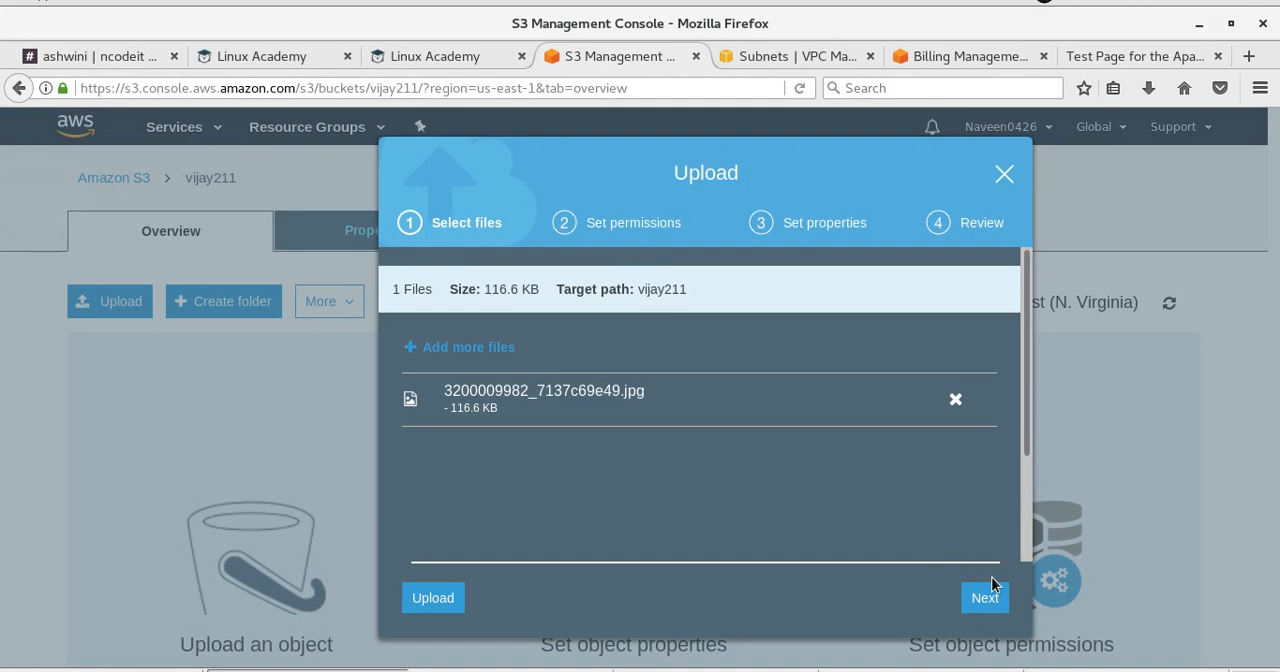 S3 Management Console - Mozilla Firefox
ashwini | ncodeit ... Linux Academy Linux Academy S3 Management ... Subnets | VPC Ma... Billing Manageme... Test Page for the Apa...
https://s3.console.aws.amazon.com/s3/buckets/vijay211/?region=us-east-1&tab=overview Search
aws Services Resource Groups Naveen0426 Global Support
Amazon S3 > vijay211
Upload
1 Select files 2 Set permissions 3 Set properties 4 Review
Overview Prope
1 Files Size: 116.6 KB Target path: vijay211
Upload + Create folder More st (N. Virginia)
+ Add more files
3200009982_7137c69e49.jpg
- 116.6 KB
Upload Next
Upload an object Set object properties Set object permissions